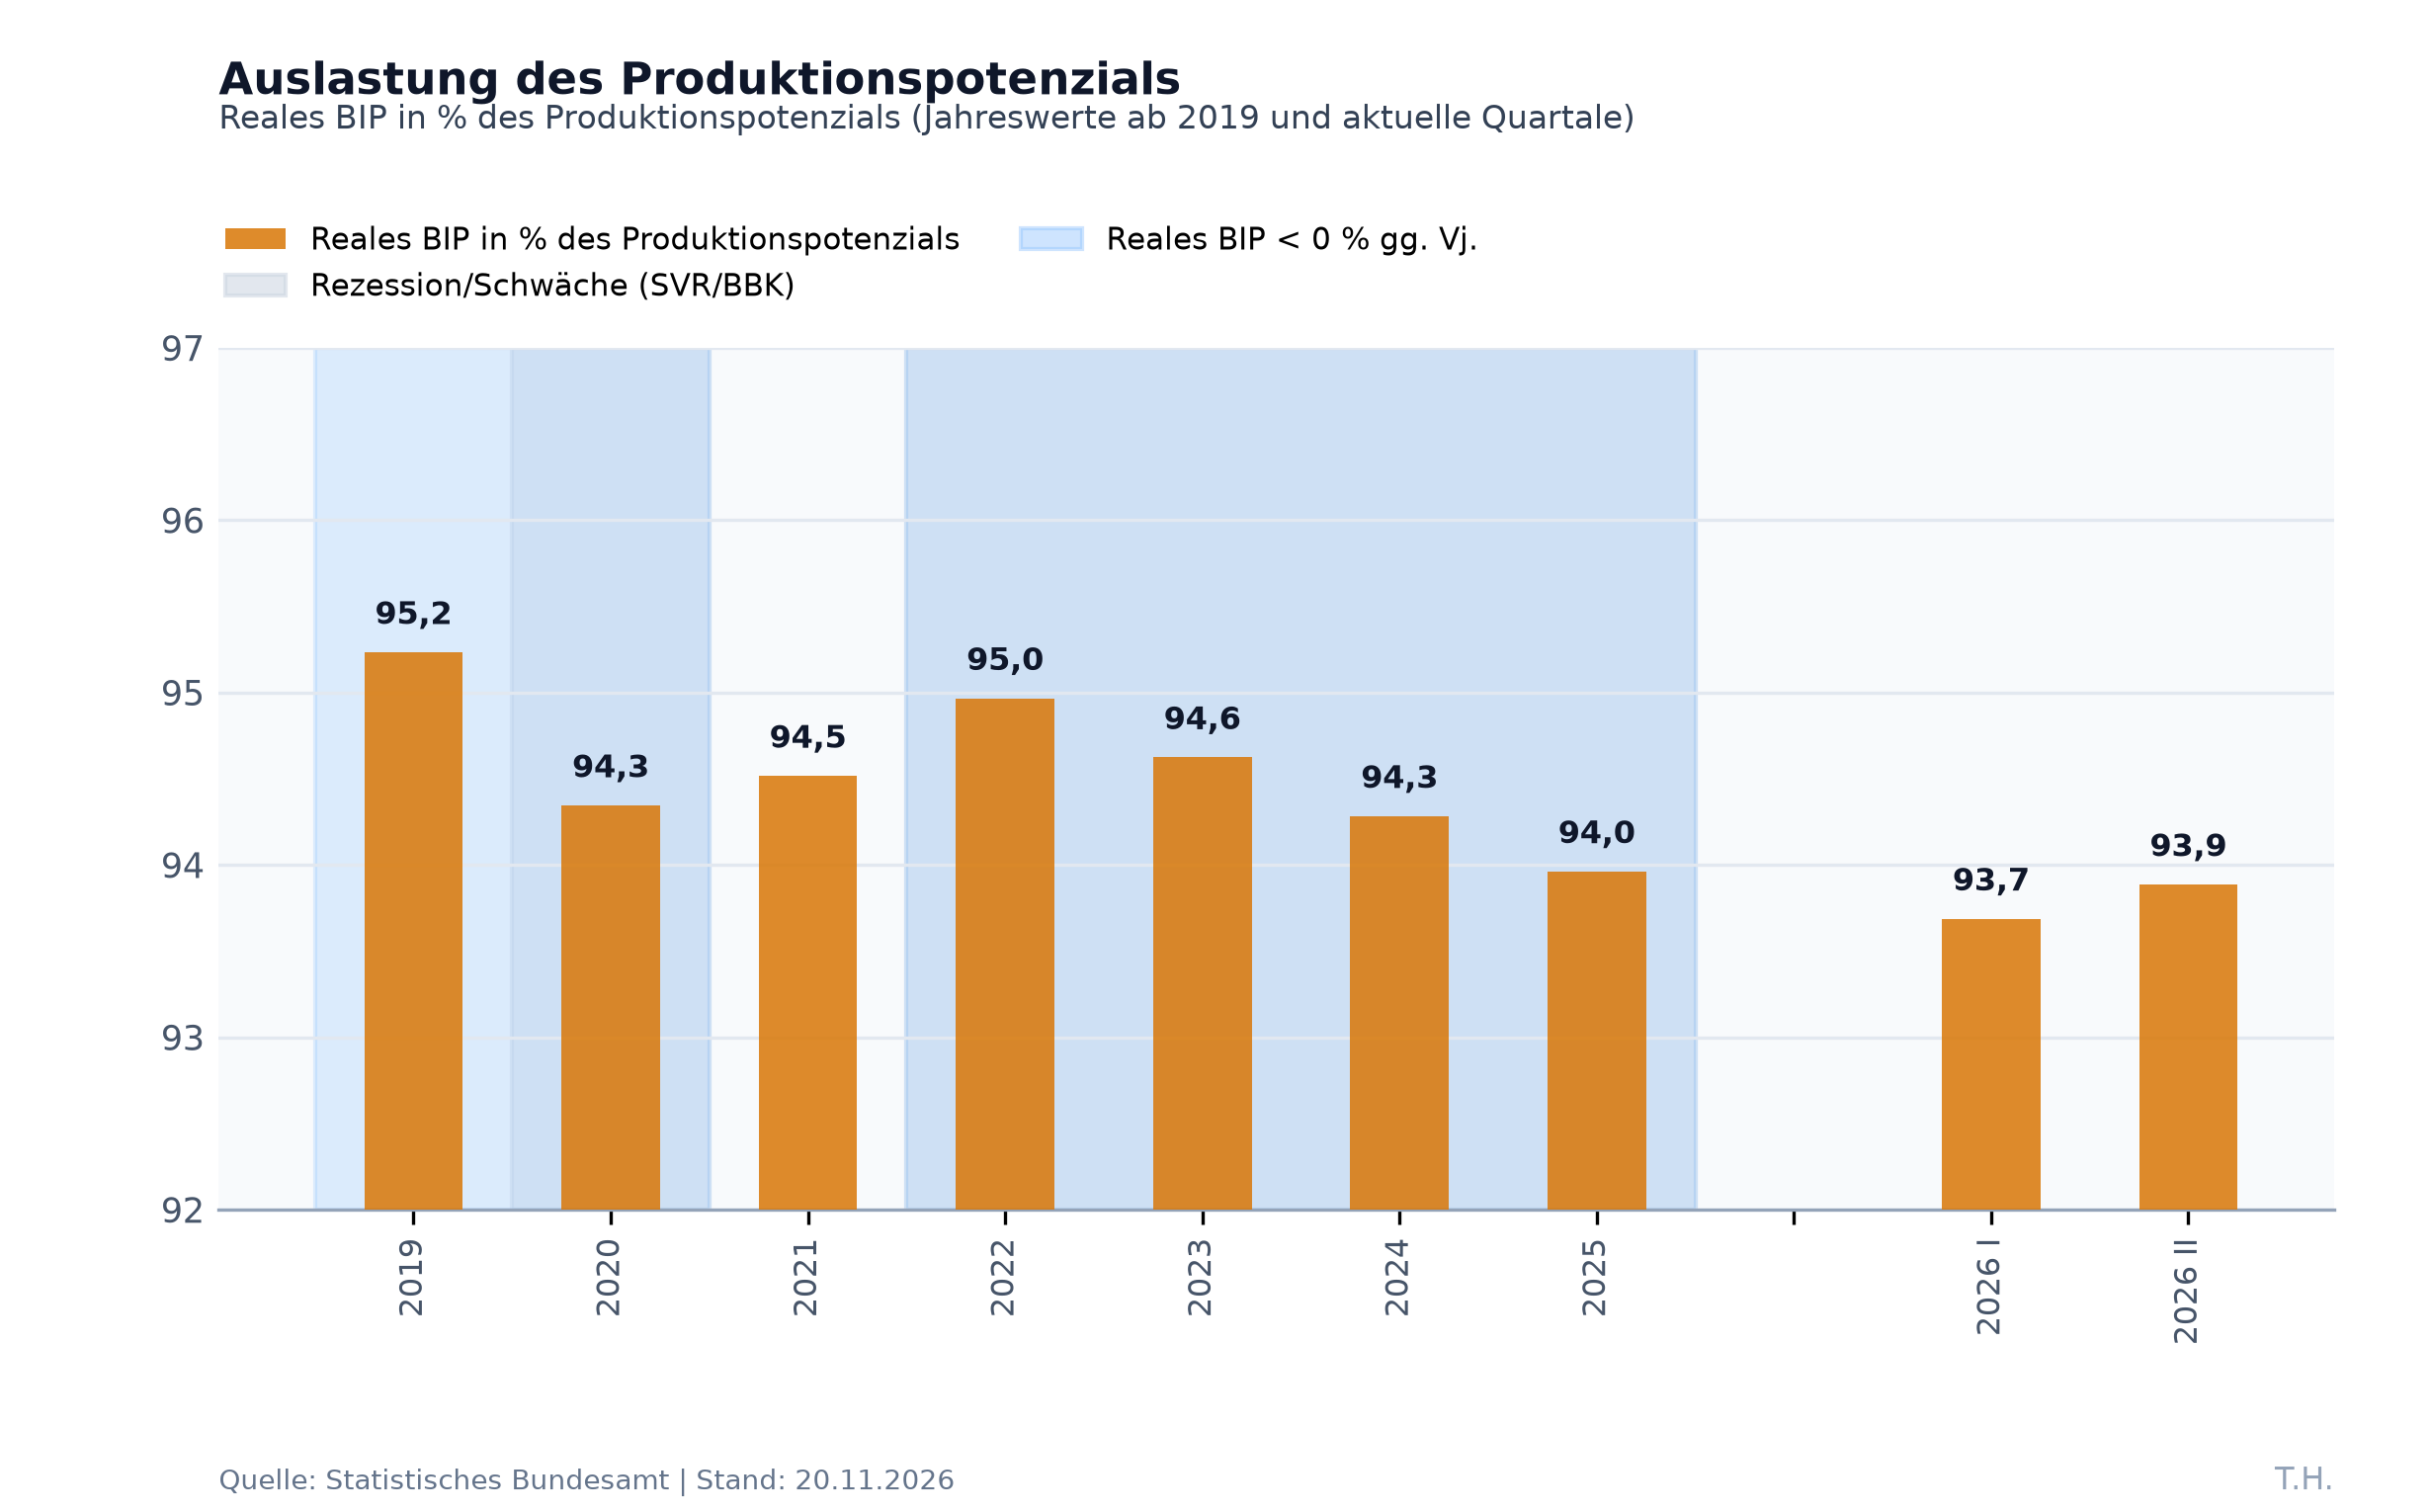 Auslastung des Produktionspotenzials
Reales BIP in % des Produktionspotenzials (Jahreswerte ab 2019 und aktuelle Quartale)
Reales BIP in % des Produktionspotenzials
Reales BIP < 0 % gg. Vj.
Rezession/Schwäche (SVR/BBK)
97
96
95
94
93
92
95,2
94,3
94,5
95,0
94,6
94,3
94,0
93,7
93,9
2019
2020
2021
2022
2023
2024
2025
2026 I
2026 II
Quelle: Statistisches Bundesamt | Stand: 20.11.2026
T.H.